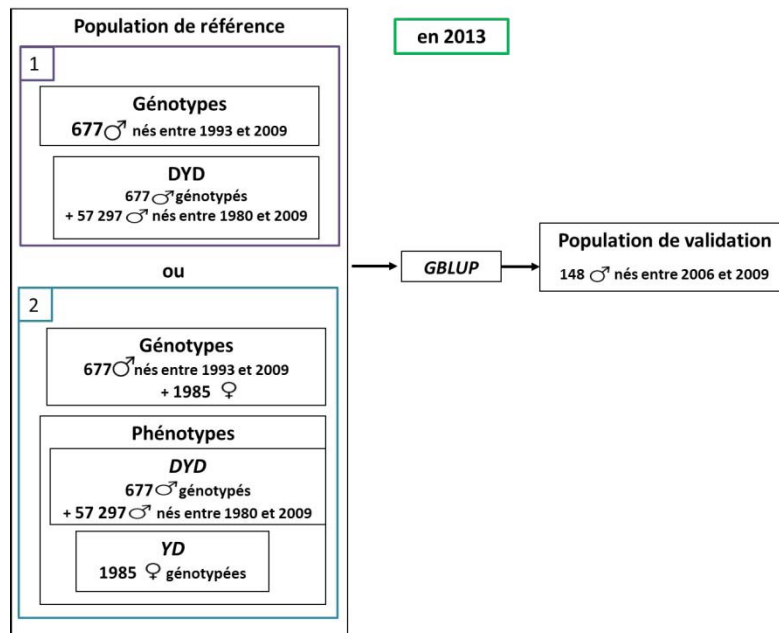 Population de référence
en 2013
1
Génotypes
677♂ nés entre 1993 et 2009
DYD
677♂ génotypés
+ 57 297 ♂ nés entre 1980 et 2009
ou
GBLUP
Population de validation
148 ♂ nés entre 2006 et 2009
2
Génotypes
677♂ nés entre 1993 et 2009
+ 1985 ♀
Phénotypes
DYD
677♂ génotypés
+ 57 297♂ nés entre 1980 et 2009
YD
1985 ♀ génotypées